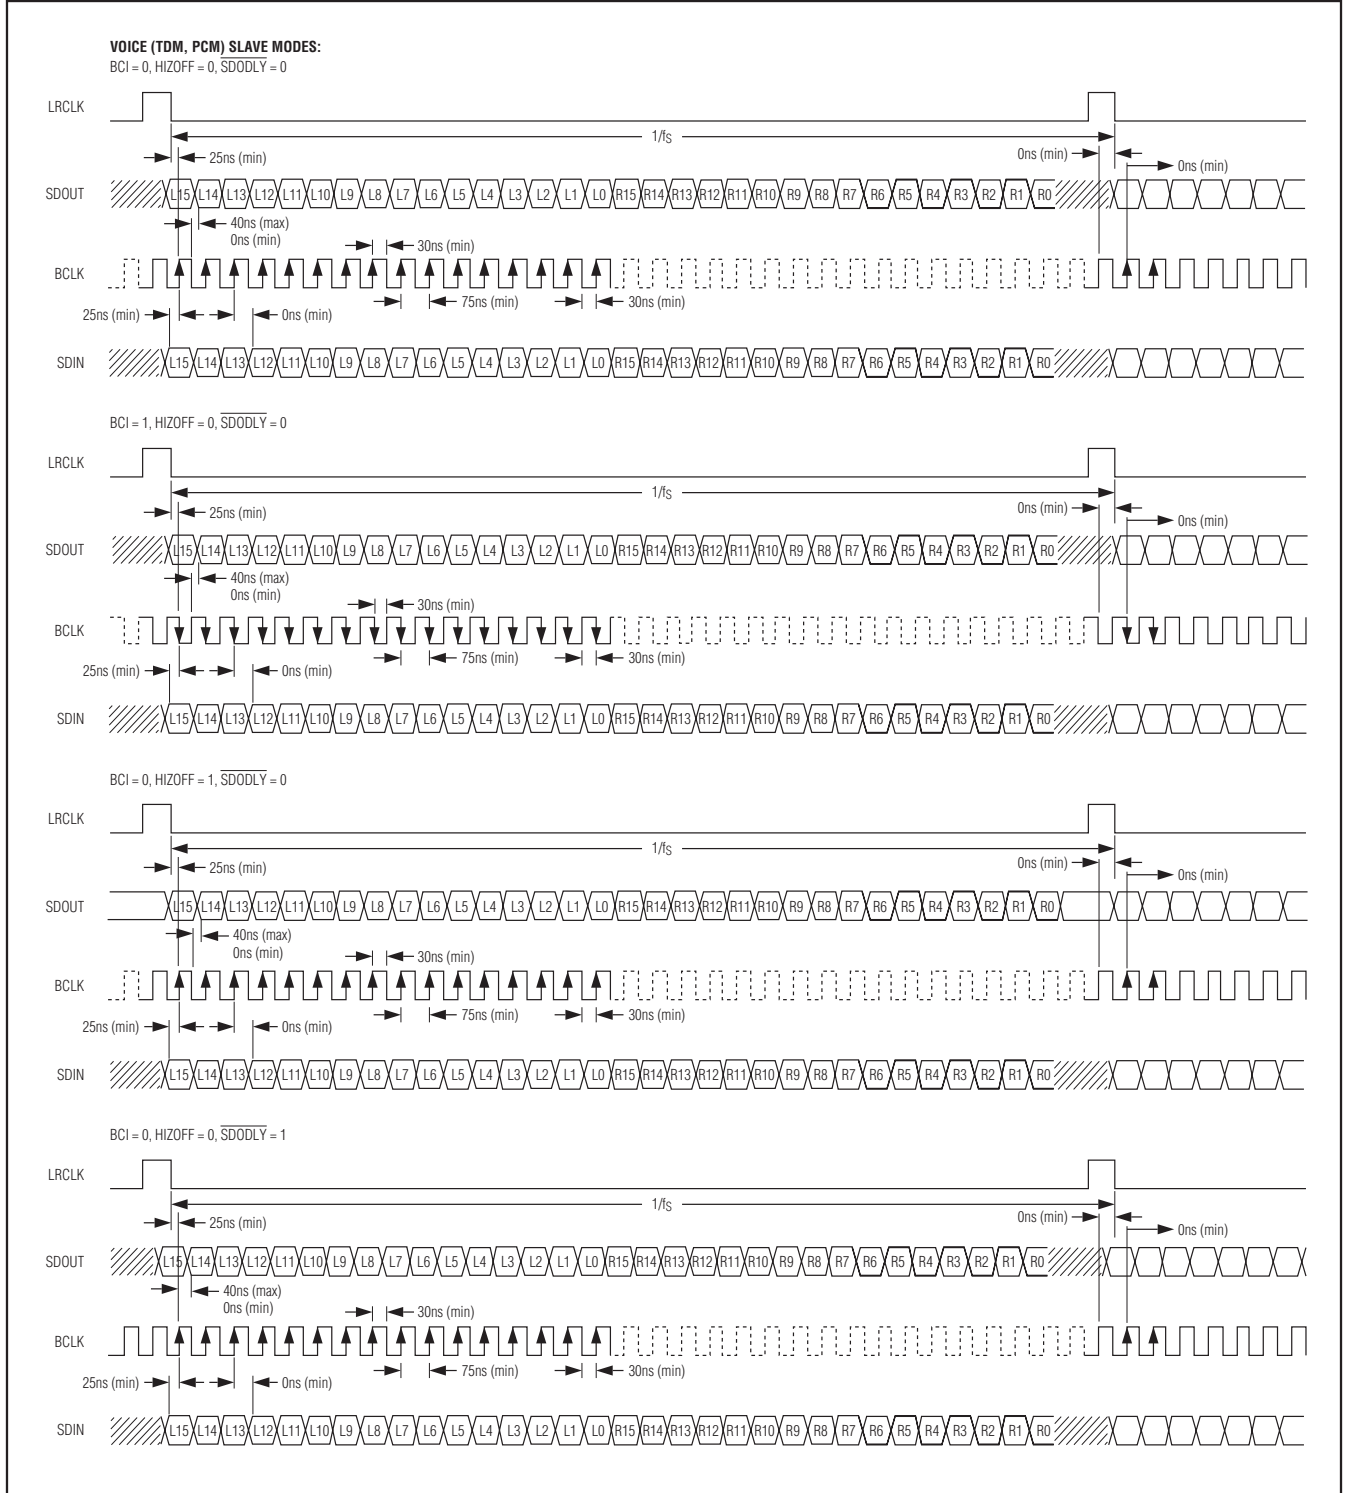 VOICE (TDM, PCM) SLAVE MODES:
BCI = 0, HIZOFF = 0, SDODLY = 0
LRCLK
1/fS
25ns (min)
0ns (min)
0ns (min)
SDOUT
L15 L14 L13 L12 L11 L10 L9 L8 L7 L6 L5 L4 L3 L2 L1 L0 R15 R14 R13 R12 R11 R10 R9 R8 R7 R6 R5 R4 R3 R2 R1 R0
40ns (max)
0ns (min)
30ns (min)
BCLK
75ns (min)
30ns (min)
25ns (min)
0ns (min)
SDIN
L15 L14 L13 L12 L11 L10 L9 L8 L7 L6 L5 L4 L3 L2 L1 L0 R15 R14 R13 R12 R11 R10 R9 R8 R7 R6 R5 R4 R3 R2 R1 R0
BCI = 1, HIZOFF = 0, SDODLY = 0
LRCLK
1/fS
25ns (min)
0ns (min)
0ns (min)
SDOUT
L15 L14 L13 L12 L11 L10 L9 L8 L7 L6 L5 L4 L3 L2 L1 L0 R15 R14 R13 R12 R11 R10 R9 R8 R7 R6 R5 R4 R3 R2 R1 R0
40ns (max)
0ns (min)
30ns (min)
BCLK
75ns (min)
30ns (min)
25ns (min)
0ns (min)
SDIN
L15 L14 L13 L12 L11 L10 L9 L8 L7 L6 L5 L4 L3 L2 L1 L0 R15 R14 R13 R12 R11 R10 R9 R8 R7 R6 R5 R4 R3 R2 R1 R0
BCI = 0, HIZOFF = 1, SDODLY = 0
LRCLK
1/fS
25ns (min)
0ns (min)
0ns (min)
SDOUT
L15 L14 L13 L12 L11 L10 L9 L8 L7 L6 L5 L4 L3 L2 L1 L0 R15 R14 R13 R12 R11 R10 R9 R8 R7 R6 R5 R4 R3 R2 R1 R0
40ns (max)
0ns (min)
30ns (min)
BCLK
75ns (min)
30ns (min)
25ns (min)
0ns (min)
SDIN
L15 L14 L13 L12 L11 L10 L9 L8 L7 L6 L5 L4 L3 L2 L1 L0 R15 R14 R13 R12 R11 R10 R9 R8 R7 R6 R5 R4 R3 R2 R1 R0
BCI = 0, HIZOFF = 0, SDODLY = 1
LRCLK
1/fS
25ns (min)
0ns (min)
0ns (min)
SDOUT
L15 L14 L13 L12 L11 L10 L9 L8 L7 L6 L5 L4 L3 L2 L1 L0 R15 R14 R13 R12 R11 R10 R9 R8 R7 R6 R5 R4 R3 R2 R1 R0
40ns (max)
0ns (min)
30ns (min)
BCLK
75ns (min)
30ns (min)
25ns (min)
0ns (min)
SDIN
L15 L14 L13 L12 L11 L10 L9 L8 L7 L6 L5 L4 L3 L2 L1 L0 R15 R14 R13 R12 R11 R10 R9 R8 R7 R6 R5 R4 R3 R2 R1 R0